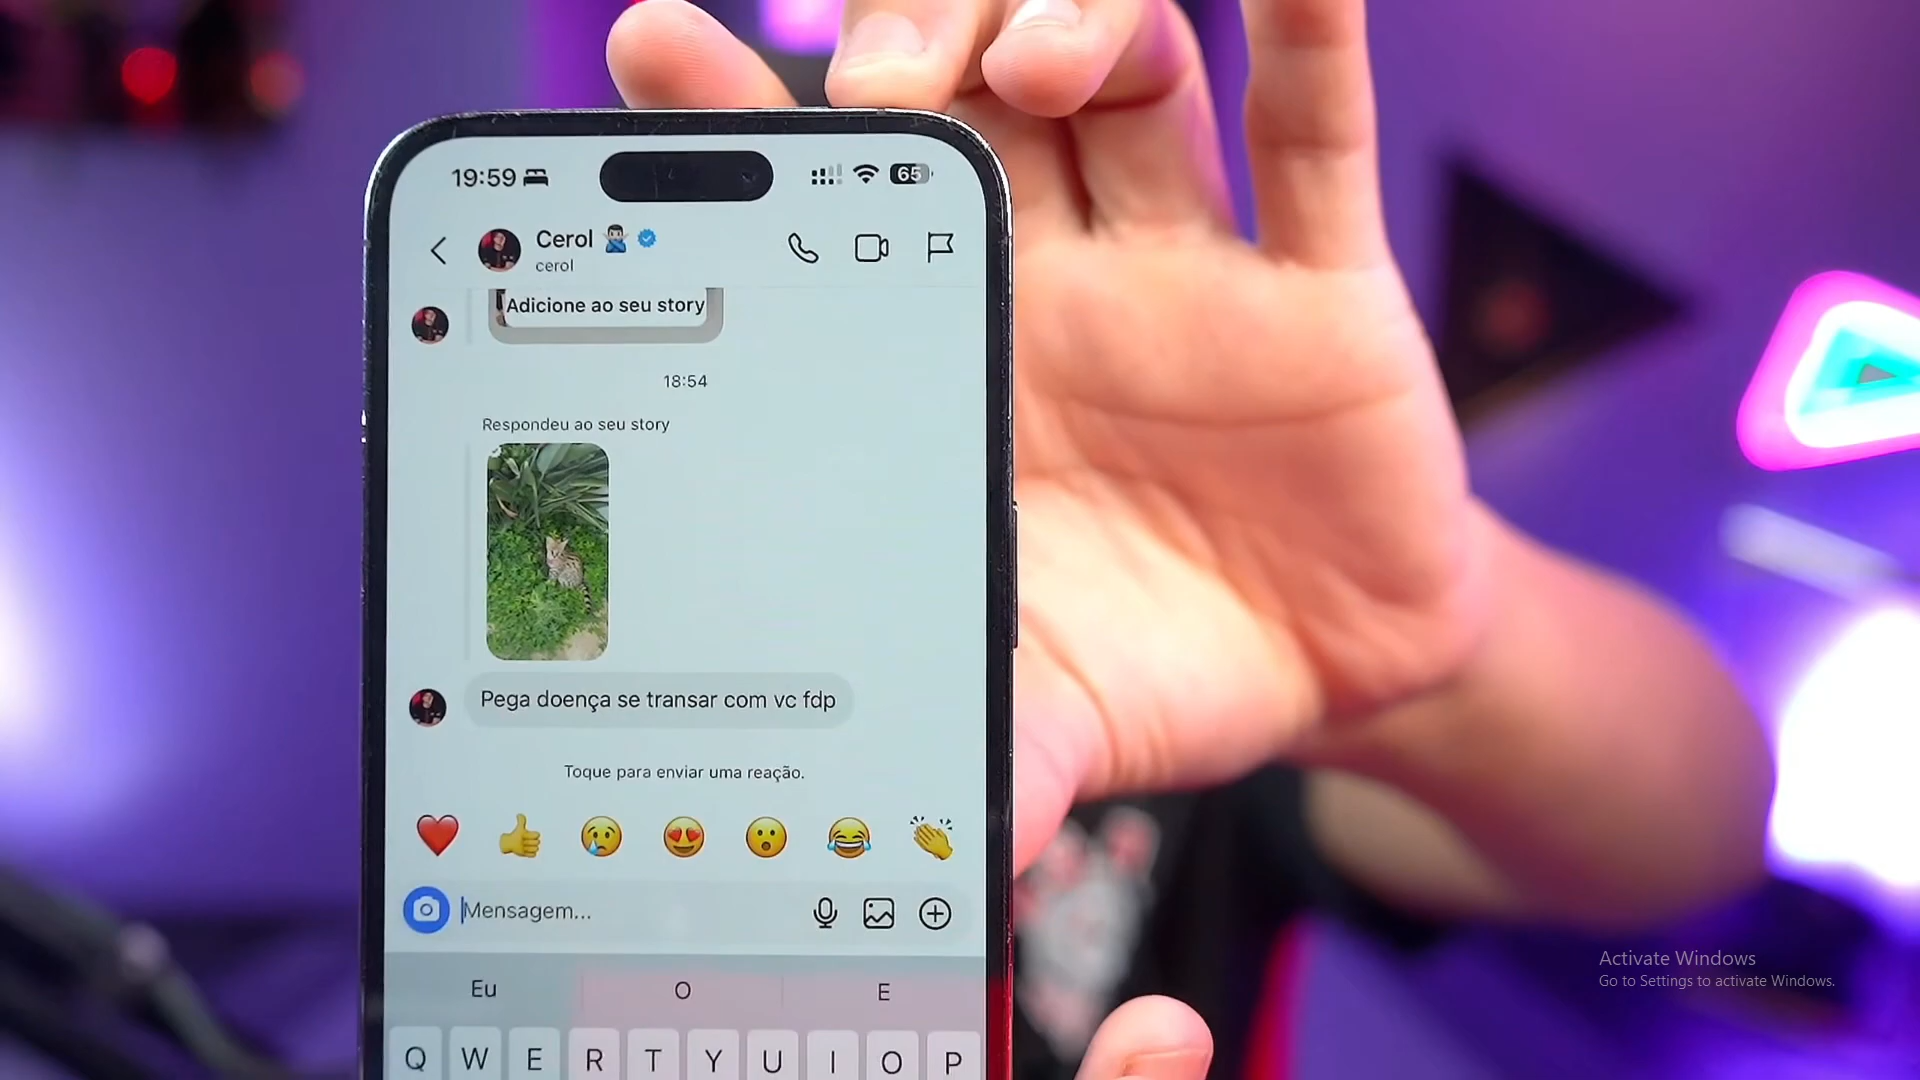 19:59
65
Cerol
cerol
Adicione ao seu story
18:54
Respondeu ao seu story
Pega doença se transar com vc fdp
Toque para enviar uma reação.
Mensagem...
Eu O E
Q W E R T Y U I O P
Activate Windows
Go to Settings to activate Windows.